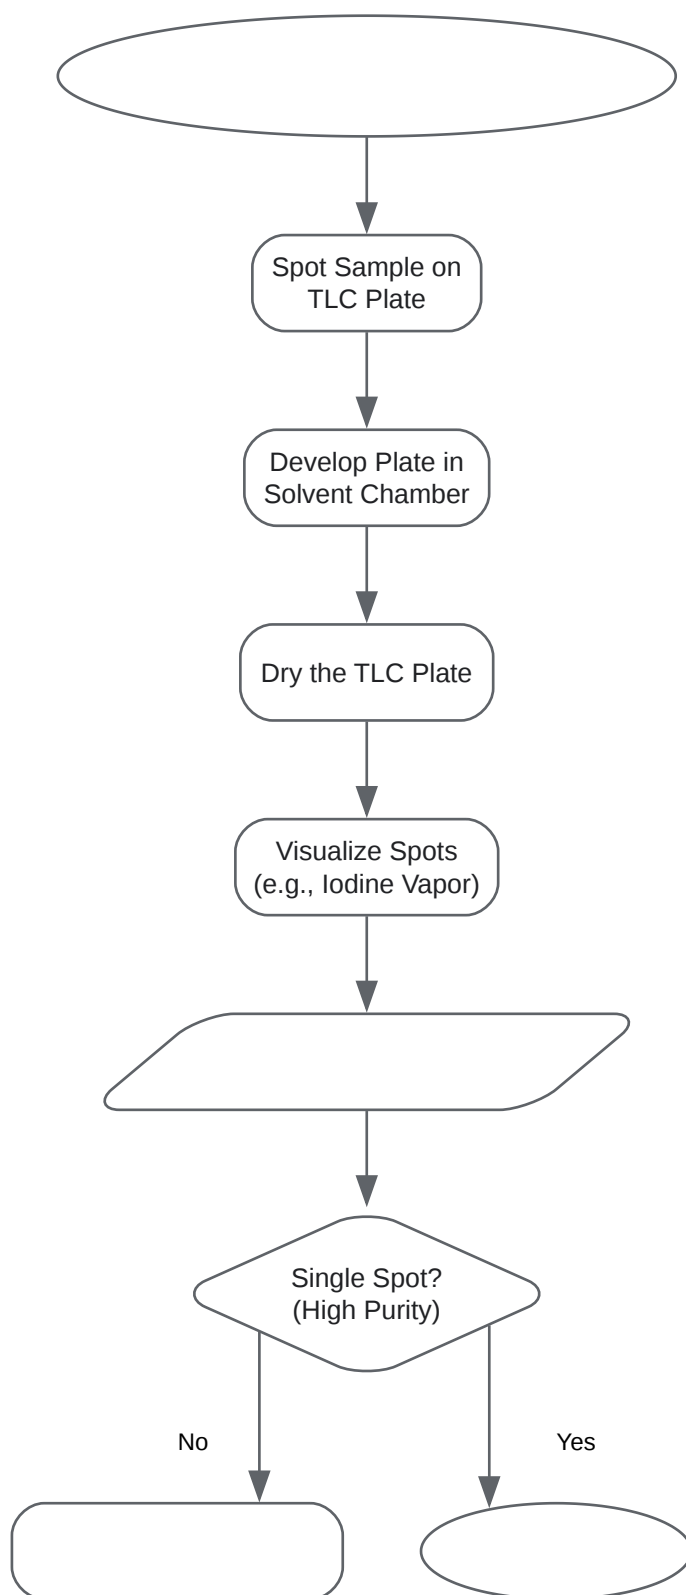 Spot Sample on
TLC Plate
Develop Plate in
Solvent Chamber
Dry the TLC Plate
Visualize Spots
(e.g., Iodine Vapor)
Single Spot?
(High Purity)
No
Yes